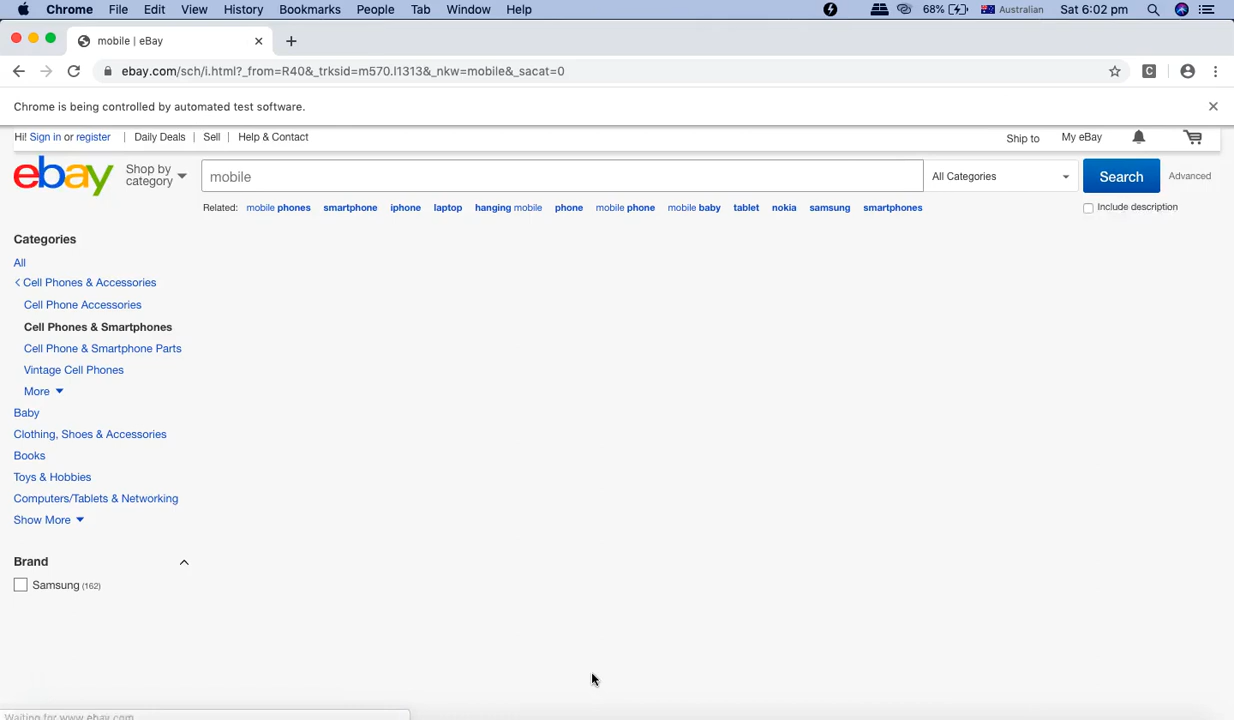 Chrome File Edit View History Bookmarks People Tab Window Help 68% Australian Sat 6:02 pm
mobile | eBay
ebay.com/sch/i.html?_from=R40&_trksid=m570.l1313&_nkw=mobile&_sacat=0
Chrome is being controlled by automated test software.
Hi! Sign in or register | Daily Deals | Sell | Help & Contact Ship to My eBay
ebay Shop by category mobile All Categories Search Advanced
Related: mobile phones smartphone iphone laptop hanging mobile phone mobile phone mobile baby tablet nokia samsung smartphones Include description
Categories
All
Cell Phones & Accessories
Cell Phone Accessories
Cell Phones & Smartphones
Cell Phone & Smartphone Parts
Vintage Cell Phones
More
Baby
Clothing, Shoes & Accessories
Books
Toys & Hobbies
Computers/Tablets & Networking
Show More
Brand
Samsung (162)
Waiting for www.ebay.com